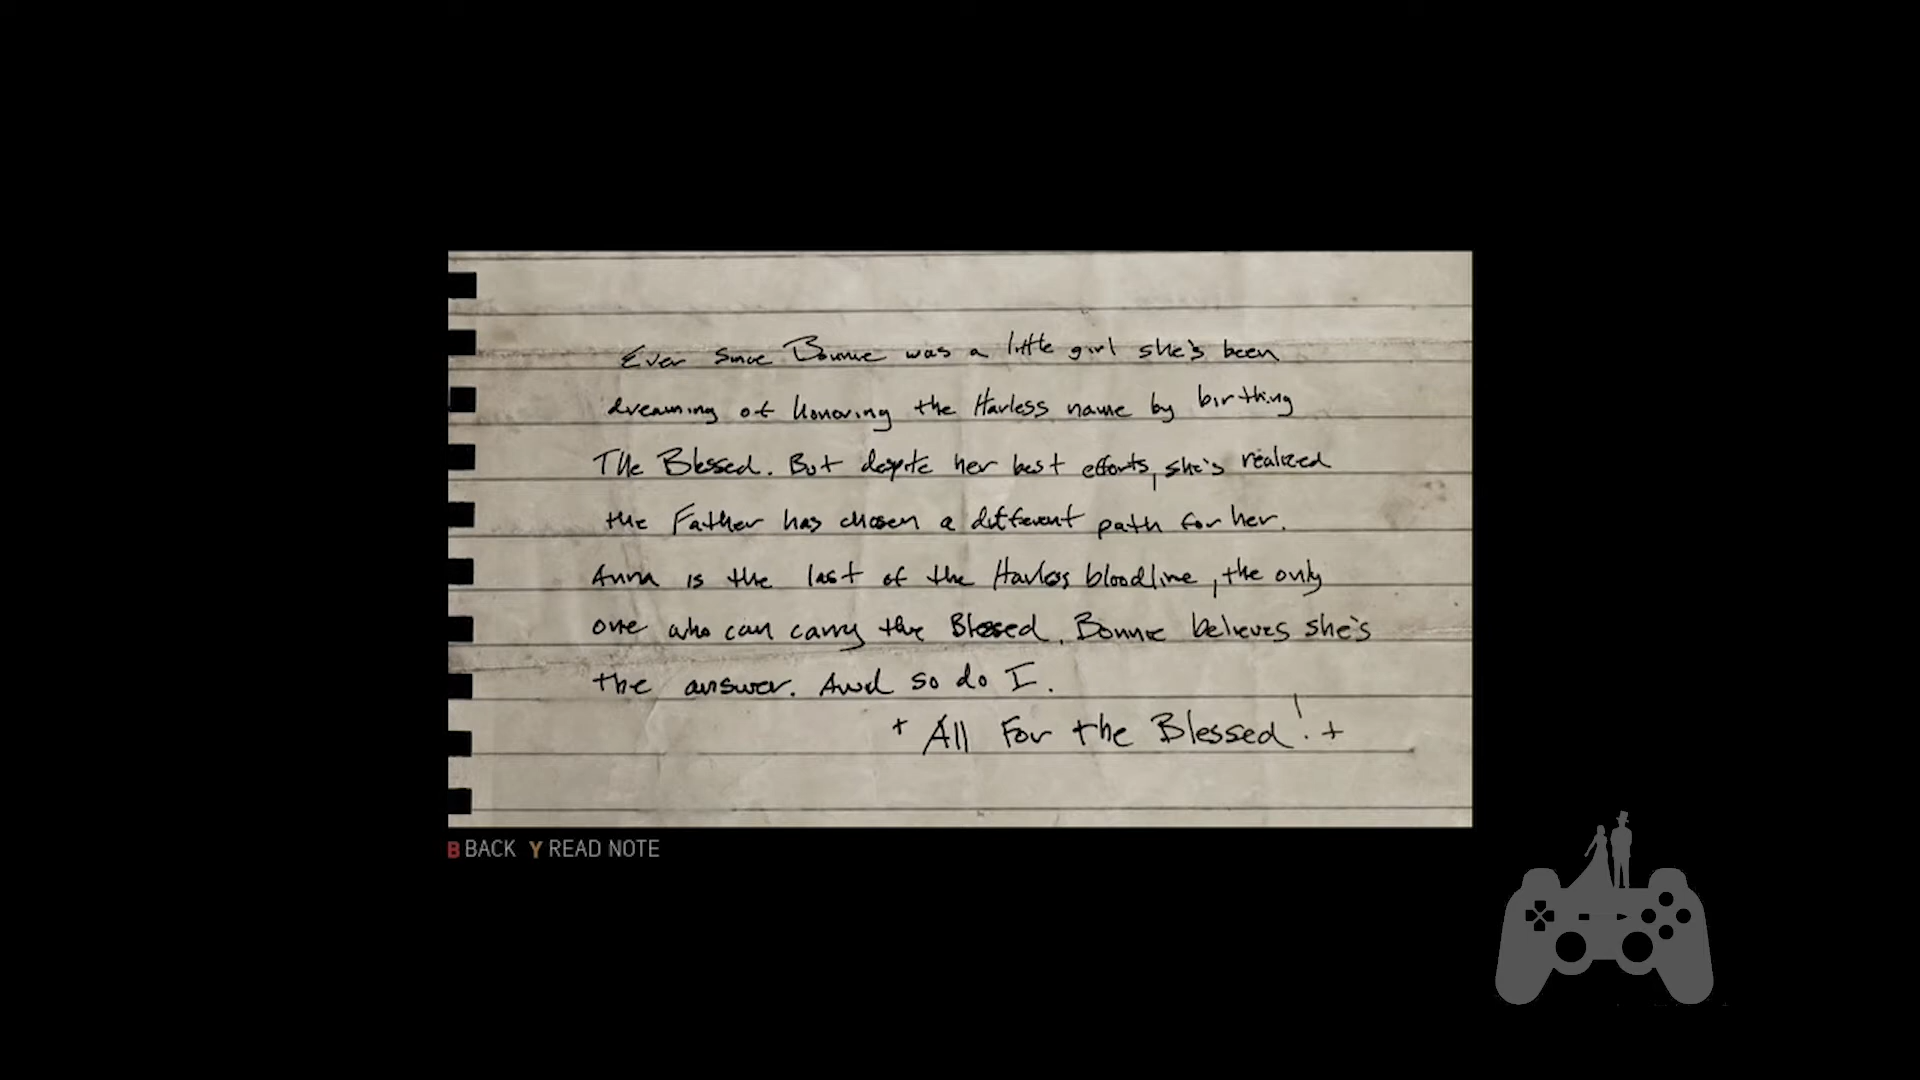 Ever since Bonnie was a little girl she's been
dreaming of honoring the Harless name by birthing
The Blessed. But despite her best efforts, she's realized
the Father has chosen a different path for her.
Anna is the last of the Harless bloodline, the only
one who can carry the Blessed. Bonnie believes she's
the answer. And so do I.
+ All For the Blessed! +
B BACK Y READ NOTE